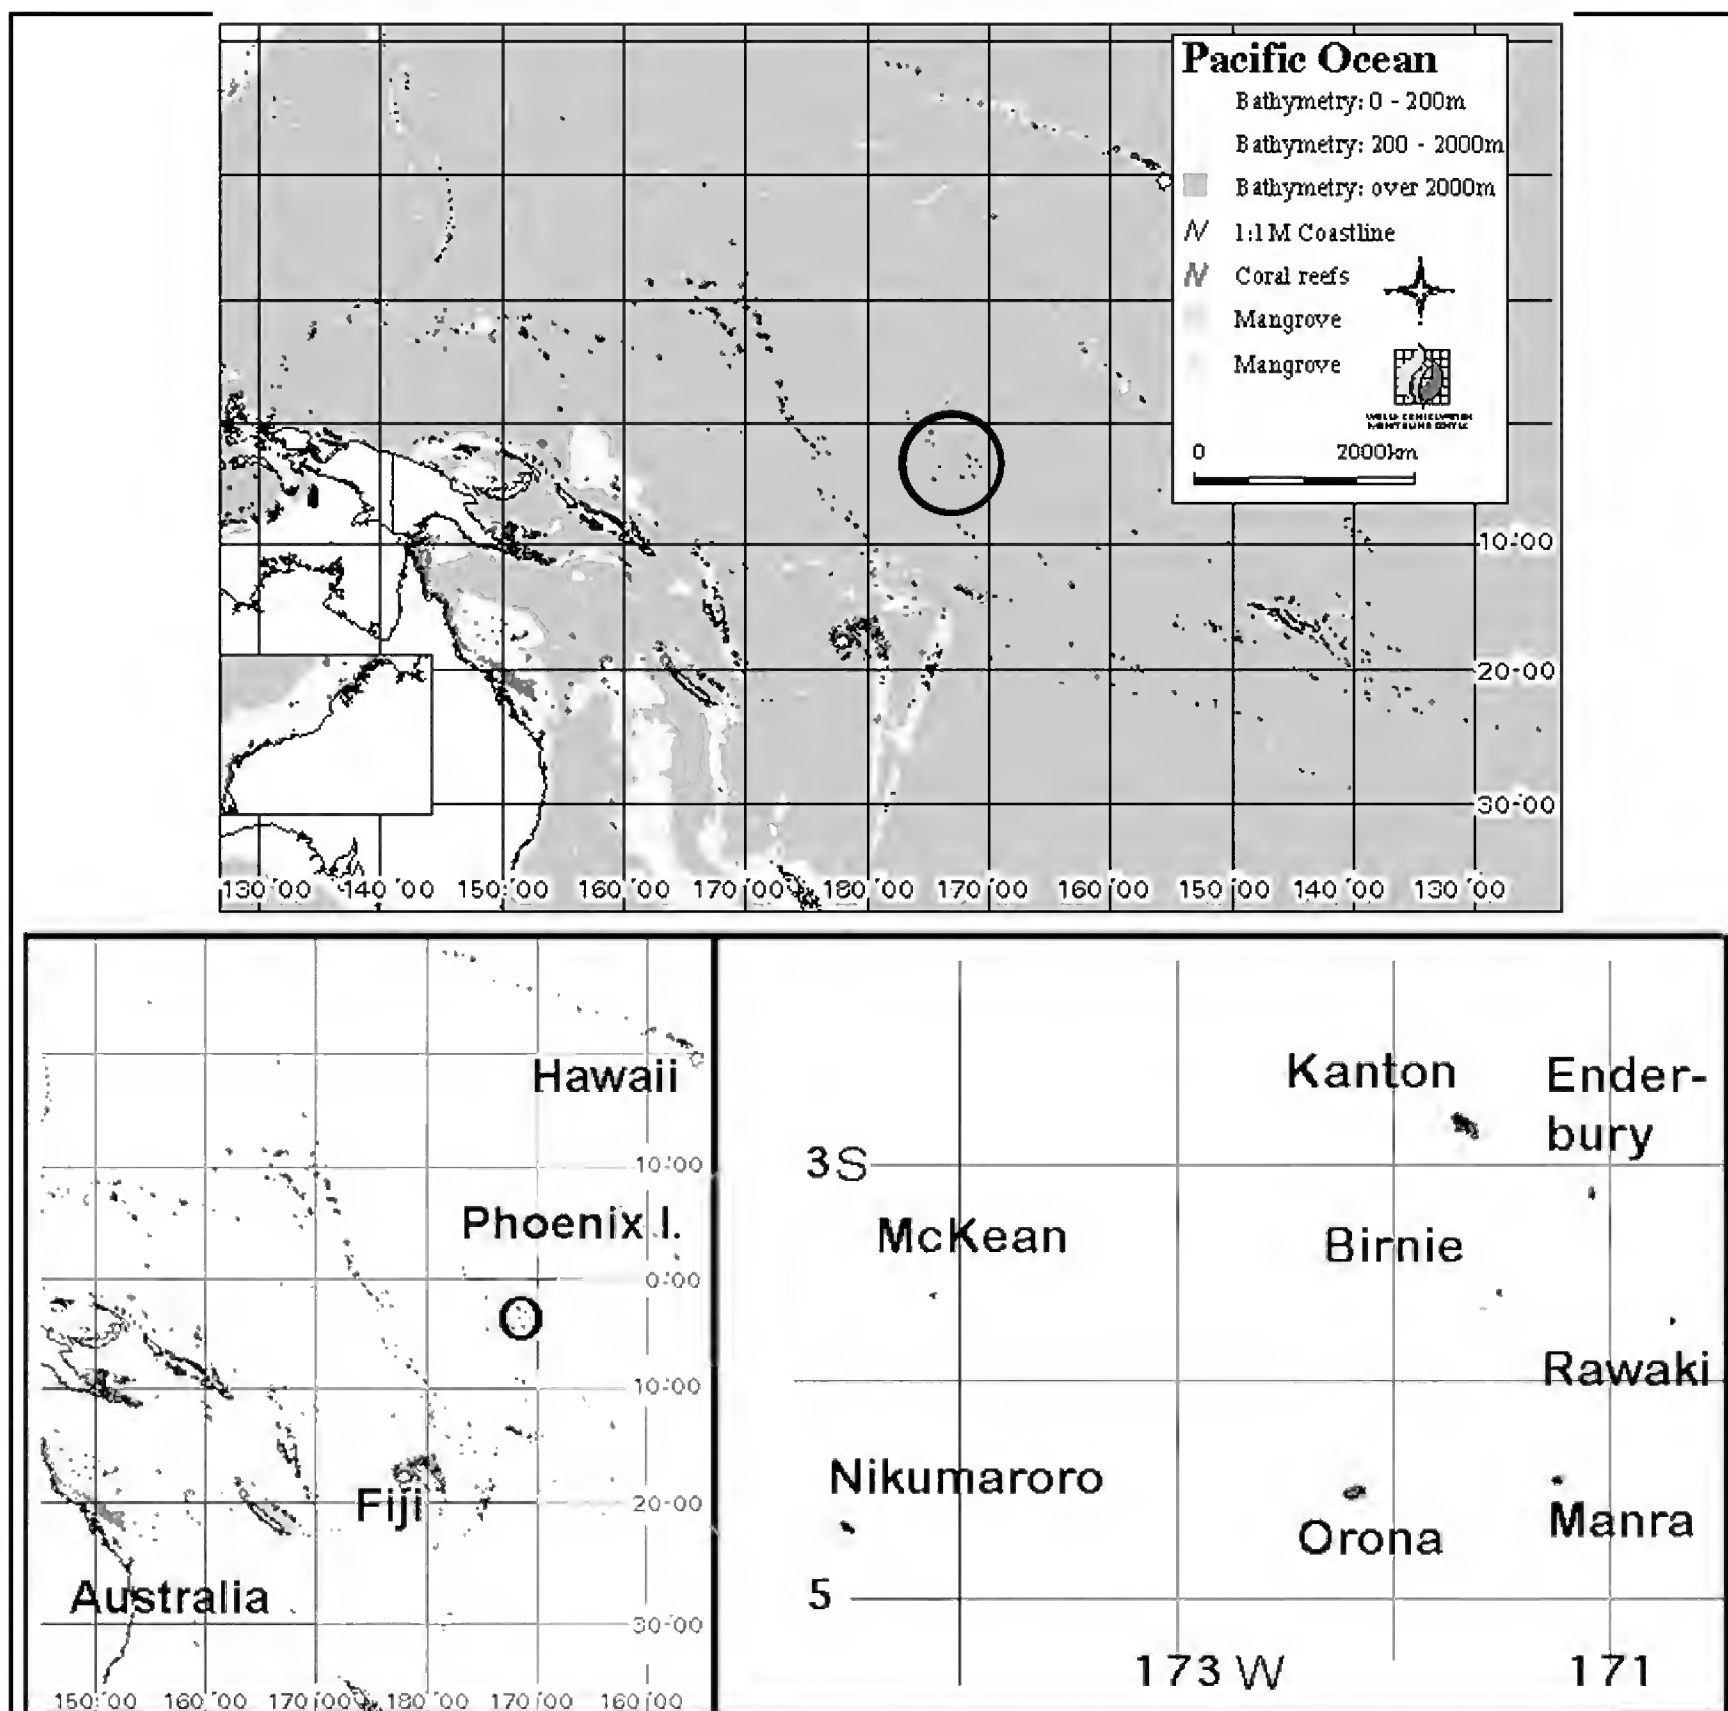 Pacific Ocean
Bathymetry: 0 - 200m
Bathymetry: 200 - 2000m
Bathymetry: over 2000m
1:1M Coastline
Coral reefs
Mangrove
Mangrove
0 2000km
10°00
20°00
30°00
130°00 140°00 150°00 160°00 170°00 180°00 170°00 160°00 150°00 140°00 130°00
Hawaii
10°00
Phoenix I.
0°00
10°00
Fiji
20°00
Australia
30°00
150°00 160°00 170°00 180°00 170°00 160°00
Kanton
Ender-
bury
3S
McKean
Birnie
Rawaki
Nikumaroro
Orona
Manra
5
173 W 171